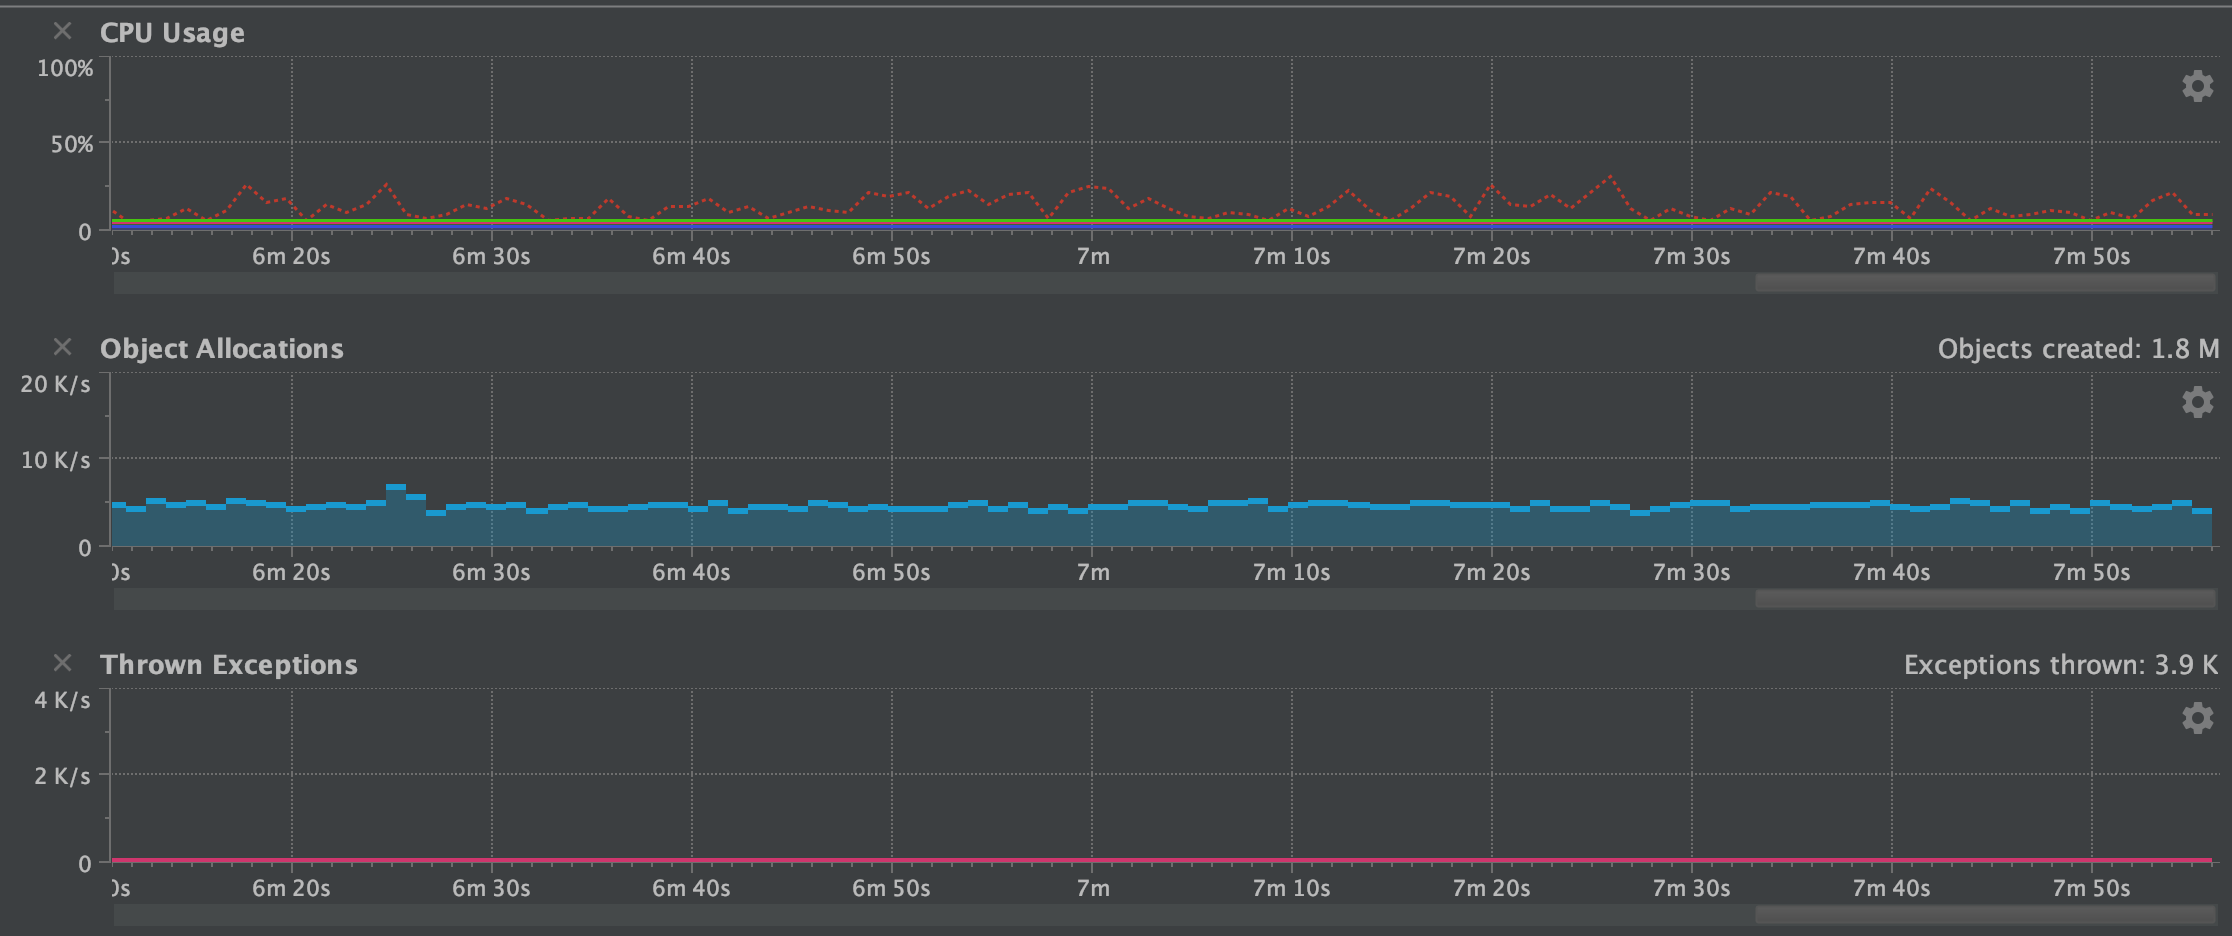 CPU Usage
100%
50%
0
0s 6m 20s 6m 30s 6m 40s 6m 50s 7m 7m 10s 7m 20s 7m 30s 7m 40s 7m 50s
Object Allocations Objects created: 1.8 M
20 K/s
10 K/s
0
0s 6m 20s 6m 30s 6m 40s 6m 50s 7m 7m 10s 7m 20s 7m 30s 7m 40s 7m 50s
Thrown Exceptions Exceptions thrown: 3.9 K
4 K/s
2 K/s
0
0s 6m 20s 6m 30s 6m 40s 6m 50s 7m 7m 10s 7m 20s 7m 30s 7m 40s 7m 50s